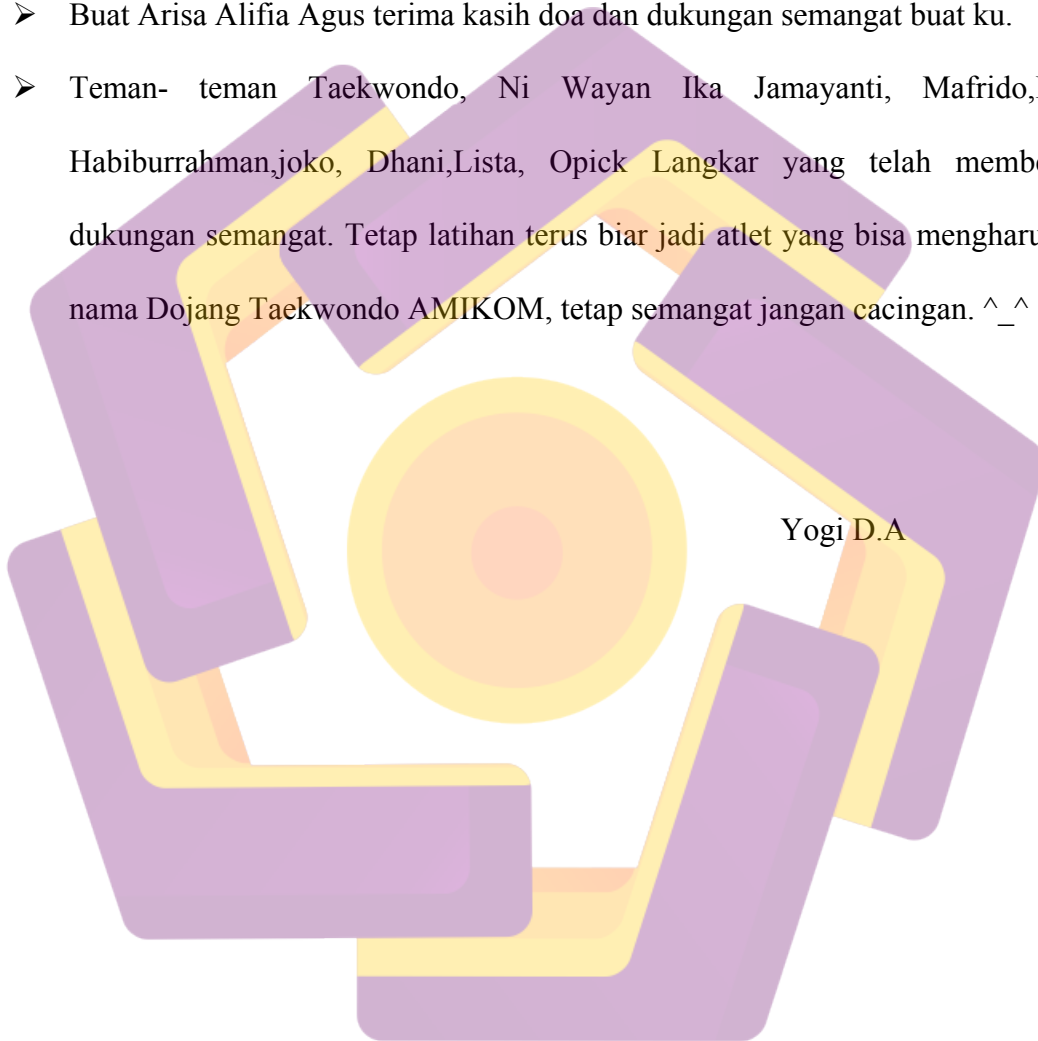 ➢ Buat Arisa Alifia Agus terima kasih doa dan dukungan semangat buat ku.
➢ Teman- teman Taekwondo, Ni Wayan Ika Jamayanti, Mafrido,
Habiburrahman,joko, Dhani,Lista, Opick Langkar yang telah
dukungan semangat. Tetap latihan terus biar jadi atlet yang bisa
nama Dojang Taekwondo AMIKOM, tetap semangat jangan cacingan. ^_^
Yogi D.A